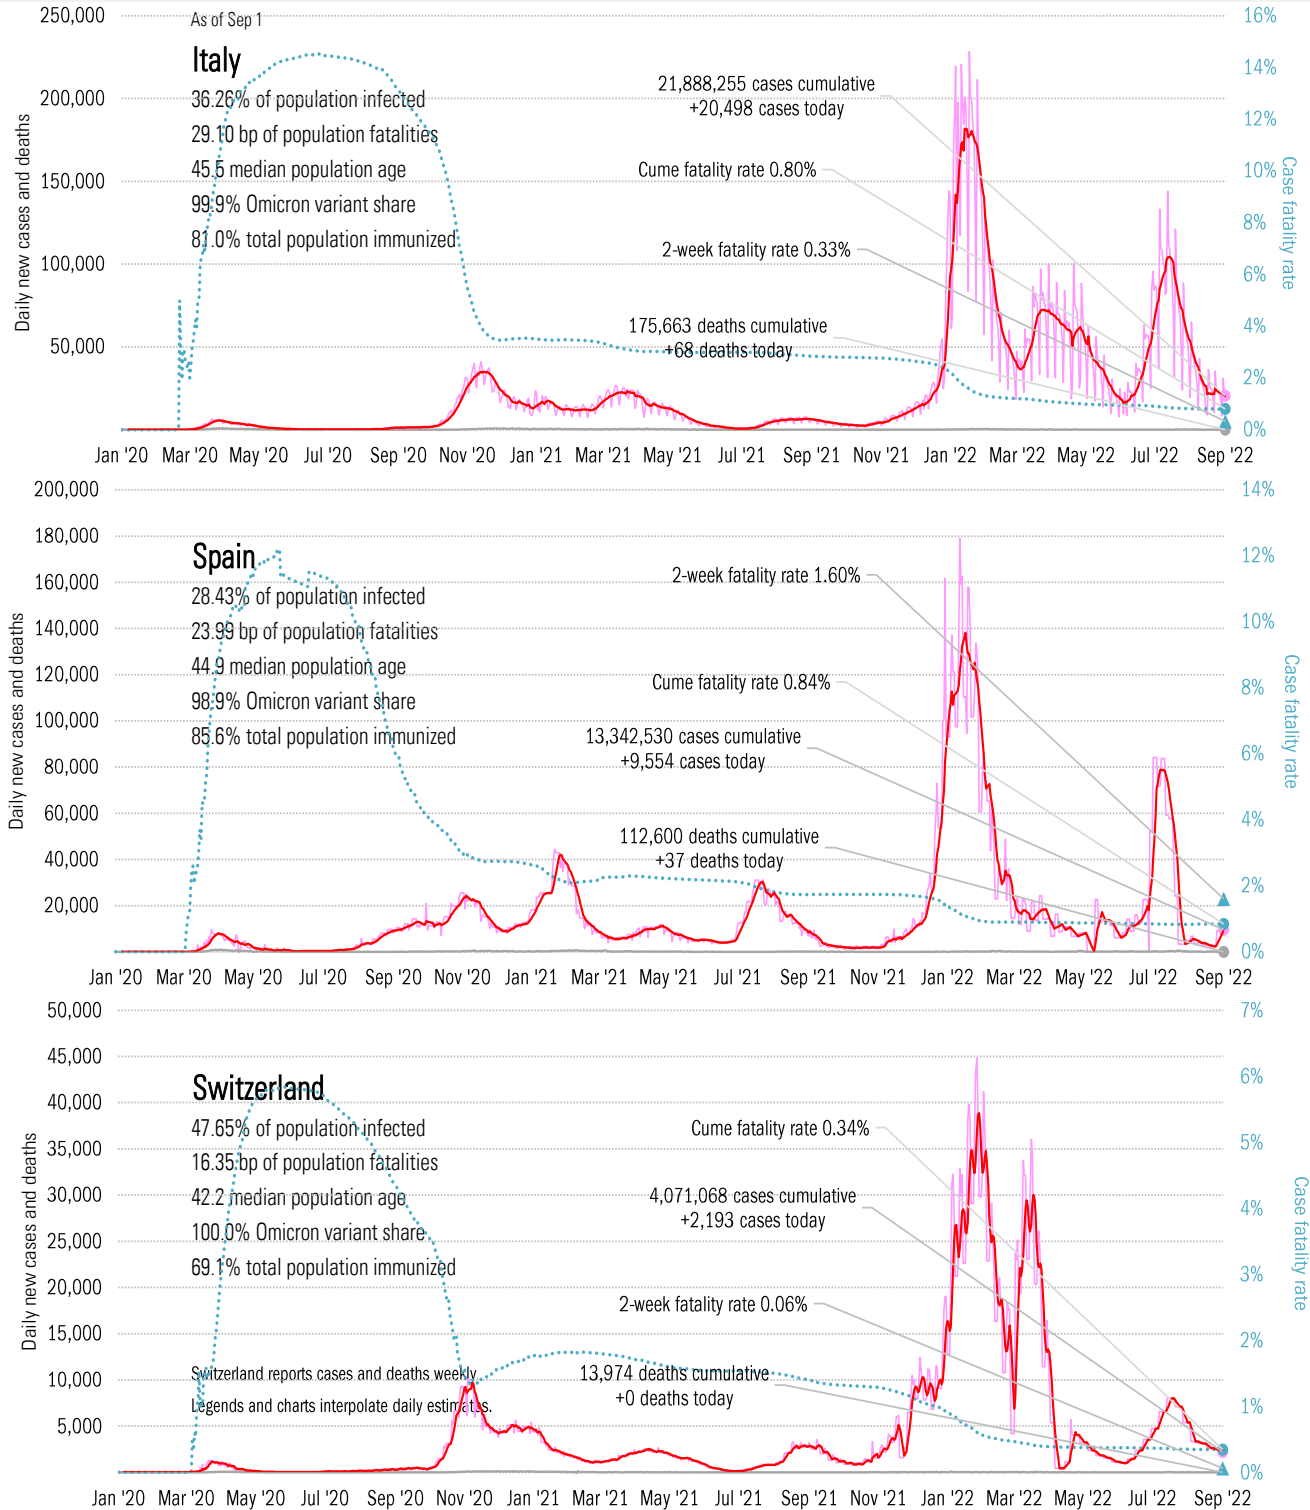 250,000
As of Sep 1
16%
Italy
14%
200,000
36.26% of population infected
21,888,255 cases cumulative
+20,498 cases today
12%
29.10 bp of population fatalities
45.5 median population age
Cume fatality rate 0.80%
10%
150,000
99.9% Omicron variant share
8%
81.0% total population immunized
2-week fatality rate 0.33%
100,000
6%
175,663 deaths cumulative
+68 deaths today
4%
50,000
2%
0%
Daily new cases and deaths
Case fatality rate
Jan '20 Mar '20 May '20 Jul '20 Sep '20 Nov '20 Jan '21 Mar '21 May '21 Jul '21 Sep '21 Nov '21 Jan '22 Mar '22 May '22 Jul '22 Sep '22
200,000
14%
180,000
Spain
12%
160,000
28.43% of population infected
2-week fatality rate 1.60%
140,000
23.99 bp of population fatalities
10%
44.9 median population age
120,000
Cume fatality rate 0.84%
8%
98.9% Omicron variant share
100,000
85.6% total population immunized
13,342,530 cases cumulative
+9,554 cases today
6%
80,000
60,000
4%
112,600 deaths cumulative
+37 deaths today
40,000
2%
20,000
0%
Daily new cases and deaths
Case fatality rate
Jan '20 Mar '20 May '20 Jul '20 Sep '20 Nov '20 Jan '21 Mar '21 May '21 Jul '21 Sep '21 Nov '21 Jan '22 Mar '22 May '22 Jul '22 Sep '22
50,000
7%
45,000
6%
Switzerland
40,000
47.65% of population infected
Cume fatality rate 0.34%
5%
35,000
16.35 bp of population fatalities
30,000
42.2 median population age
4,071,068 cases cumulative
+2,193 cases today
4%
25,000
100.0% Omicron variant share
69.1% total population immunized
3%
20,000
2-week fatality rate 0.06%
15,000
2%
Switzerland reports cases and deaths weekly
Legends and charts interpolate daily estimates.
13,974 deaths cumulative
+0 deaths today
10,000
1%
5,000
0%
Daily new cases and deaths
Case fatality rate
Jan '20 Mar '20 May '20 Jul '20 Sep '20 Nov '20 Jan '21 Mar '21 May '21 Jul '21 Sep '21 Nov '21 Jan '22 Mar '22 May '22 Jul '22 Sep '22